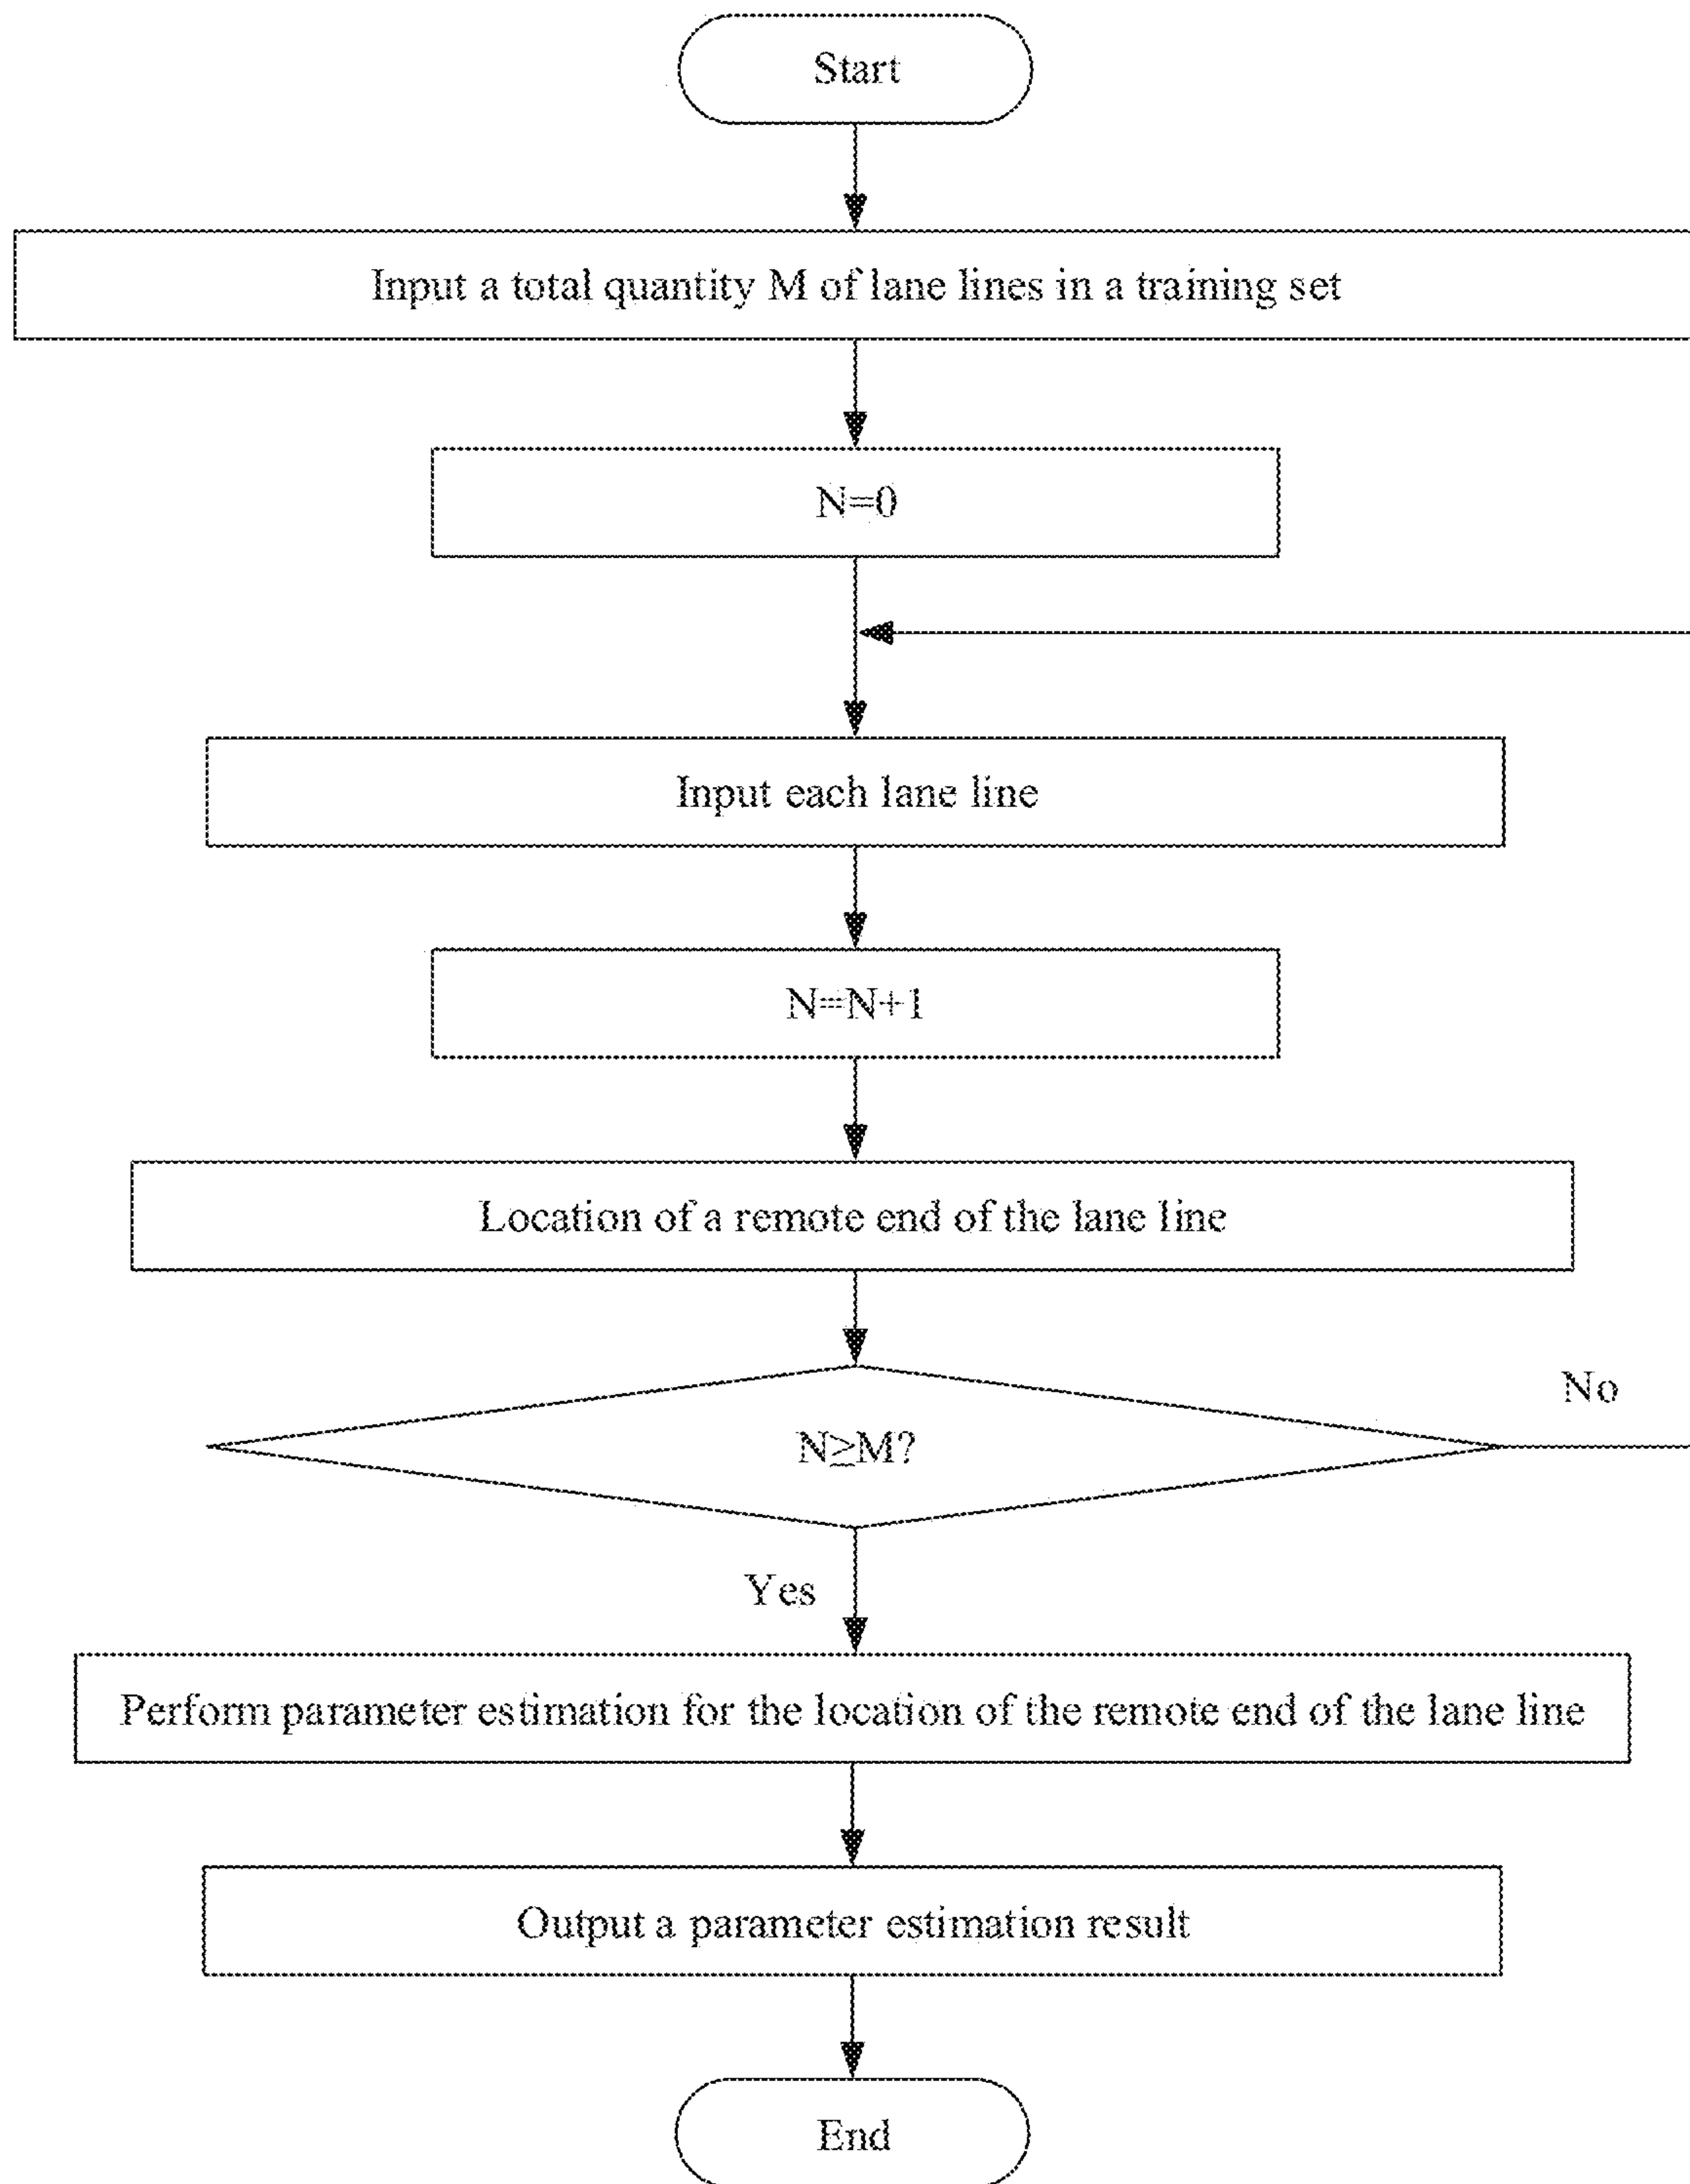 Start
Input a total quantity M of lane lines in a training set
N=0
Input each lane line
N=N+1
Location of a remote end of the lane line
No
N≥M?
Yes
Perform parameter estimation for the location of the remote end of the lane line
Output a parameter estimation result
End